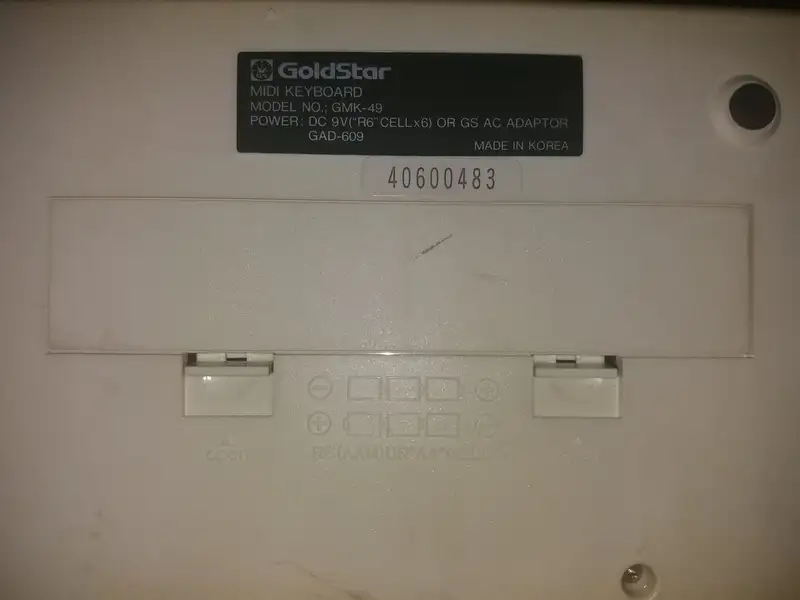 GoldStar
MIDI KEYBOARD
MODEL NO.; GMK-49
POWER: DC 9V("R6"CELLx6) OR GS AC ADAPTOR
GAD-609
MADE IN KOREA
40600483